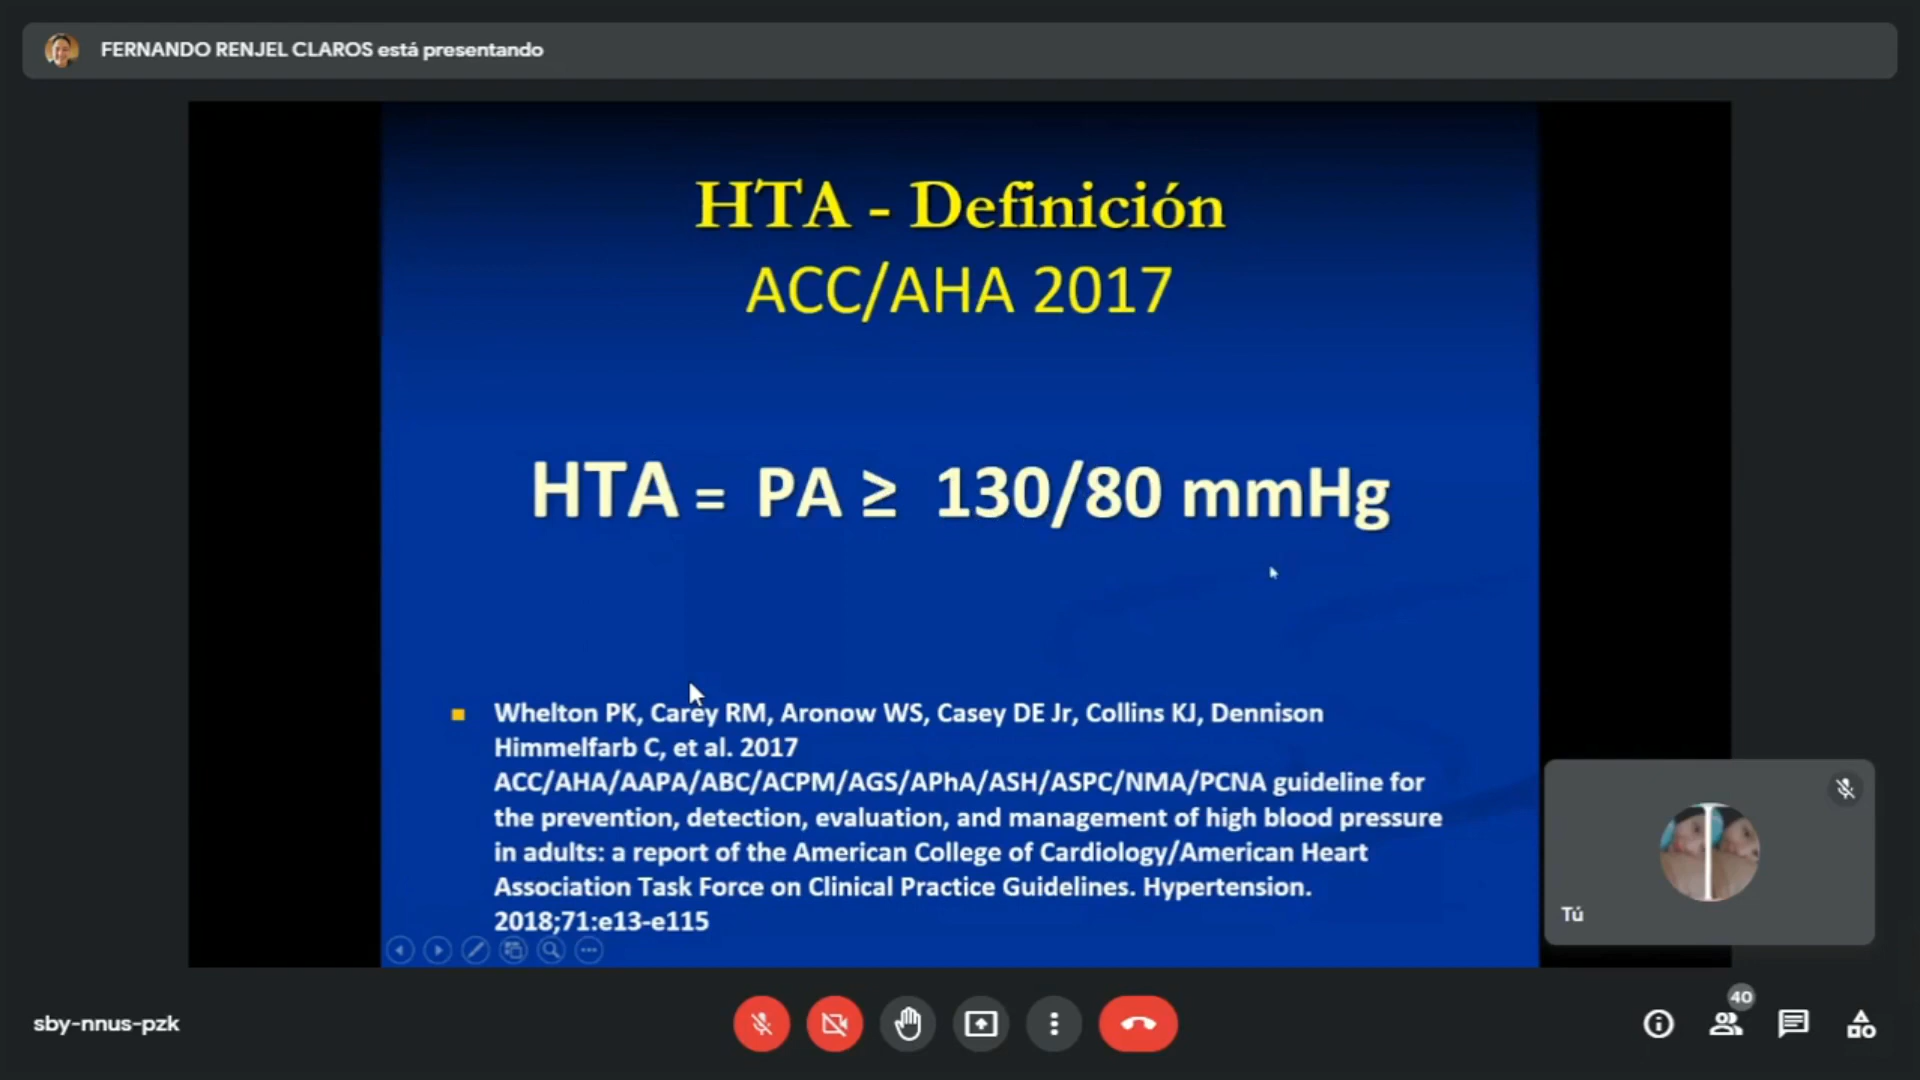 FERNANDO RENJEL CLAROS está presentando
HTA - Definición
ACC/AHA 2017
HTA = PA ≥ 130/80 mmHg
Whelton PK, Carey RM, Aronow WS, Casey DE Jr, Collins KJ, Dennison
Himmelfarb C, et al. 2017
ACC/AHA/AAPA/ABC/ACPM/AGS/APhA/ASH/ASPC/NMA/PCNA guideline for
the prevention, detection, evaluation, and management of high blood pressure
in adults: a report of the American College of Cardiology/American Heart
Association Task Force on Clinical Practice Guidelines. Hypertension.
2018;71:e13-e115
Tú
sby-nnus-pzk
40